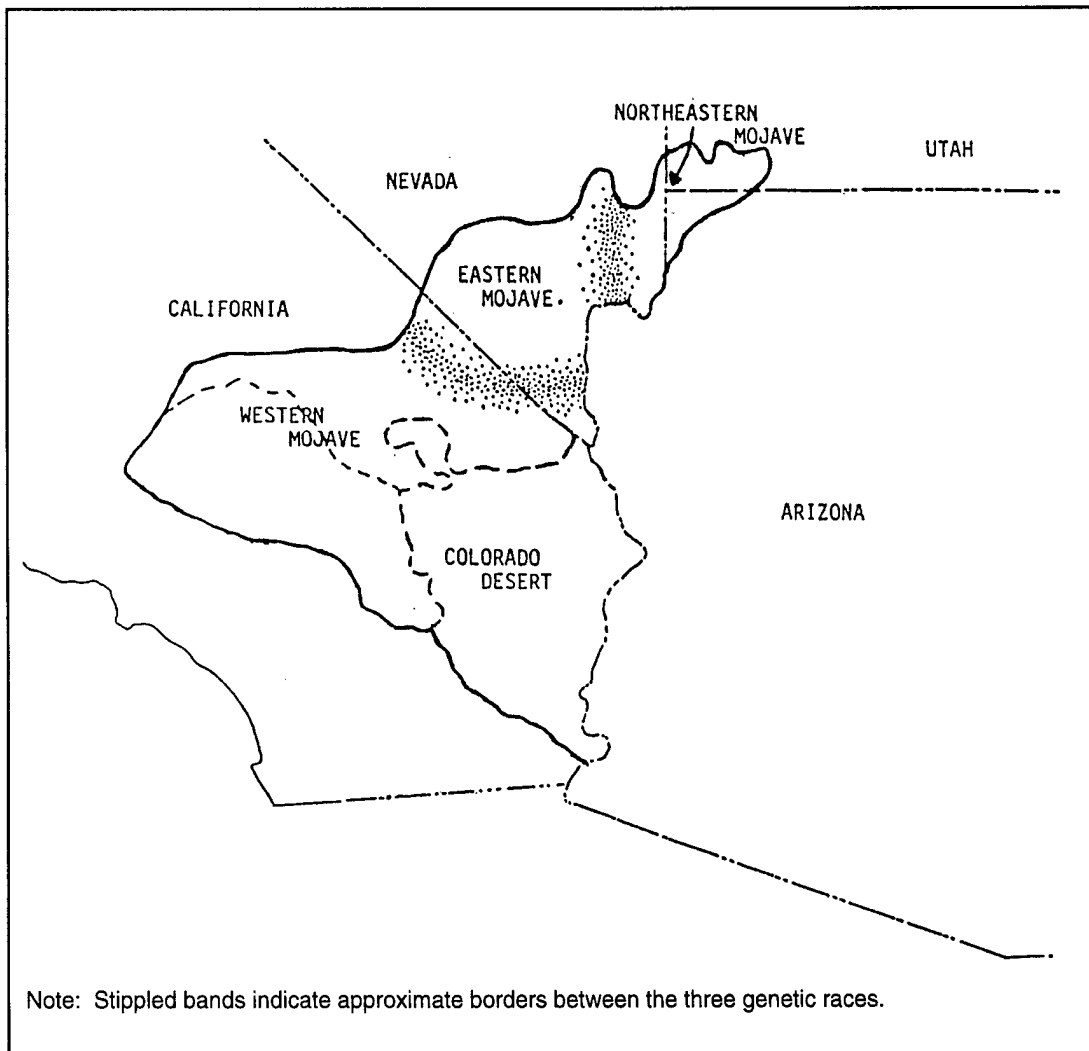 NORTHEASTERN
MOJAVE
UTAH
NEVADA
EASTERN
MOJAVE
CALIFORNIA
WESTERN
MOJAVE
ARIZONA
COLORADO
DESERT
Note: Stippled bands indicate approximate borders between the three genetic races.